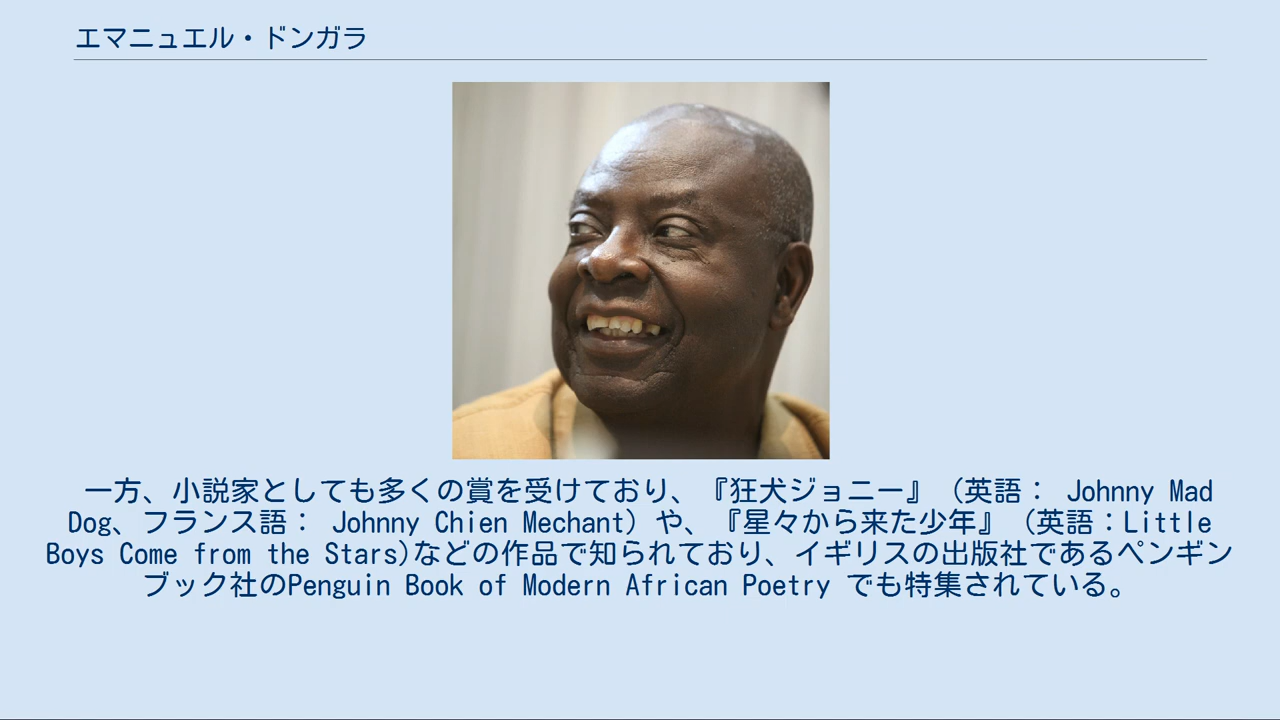 エマニュエル・ドンガラ
一方、小説家としても多くの賞を受けており、『狂犬ジョニー』（英語： Johnny Mad
Dog、フランス語： Johnny Chien Mechant）や、『星々から来た少年』（英語：Little
Boys Come from the Stars)などの作品で知られており、イギリスの出版社であるペンギン
ブック社のPenguin Book of Modern African Poetry でも特集されている。